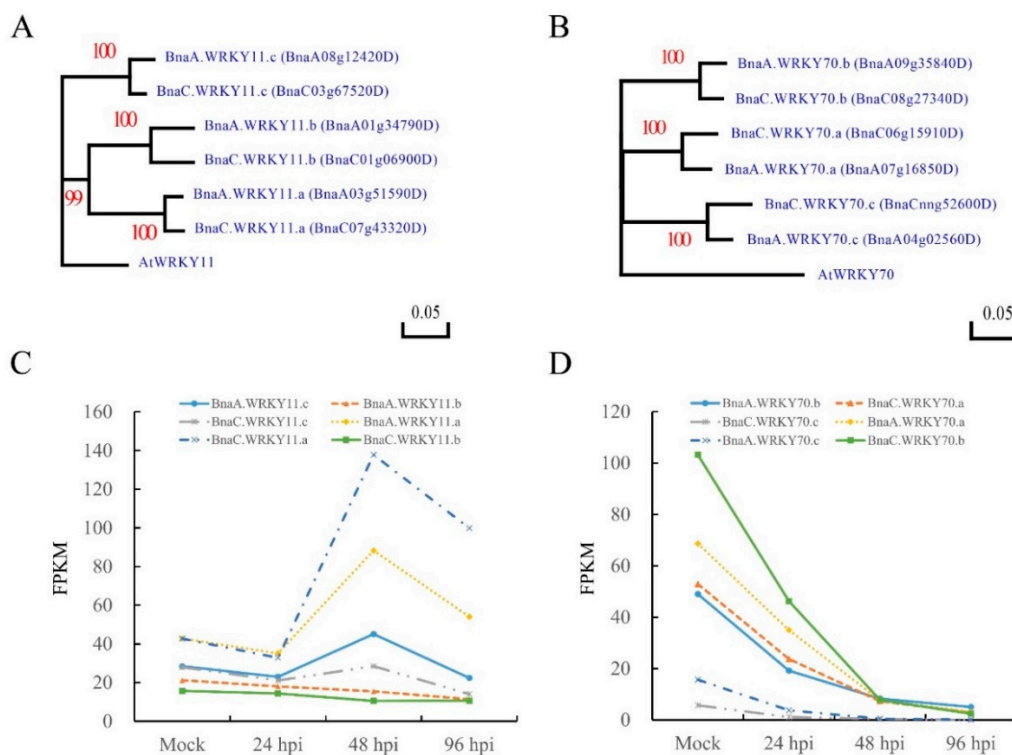 A
100
BnaA.WRKY11.c (BnaA08g12420D)
BnaC.WRKY11.c (BnaC03g67520D)
100
BnaA.WRKY11.b (BnaA01g34790D)
BnaC.WRKY11.b (BnaC01g06900D)
99
BnaA.WRKY11.a (BnaA03g51590D)
100
BnaC.WRKY11.a (BnaC07g43320D)
AtWRKY11
0.05
B
100
BnaA.WRKY70.b (BnaA09g35840D)
BnaC.WRKY70.b (BnaC08g27340D)
100
BnaC.WRKY70.a (BnaC06g15910D)
BnaA.WRKY70.a (BnaA07g16850D)
BnaC.WRKY70.c (BnaCnng52600D)
100
BnaA.WRKY70.c (BnaA04g02560D)
AtWRKY70
0.05
C
BnaA.WRKY11.c BnaA.WRKY11.b
BnaC.WRKY11.c BnaA.WRKY11.a
BnaC.WRKY11.a BnaC.WRKY11.b
160
140
120
100
80
60
40
20
0
FPKM
Mock 24 hpi 48 hpi 96 hpi
D
BnaA.WRKY70.b BnaC.WRKY70.a
BnaC.WRKY70.c BnaA.WRKY70.a
BnaA.WRKY70.c BnaC.WRKY70.b
120
100
80
60
40
20
0
FPKM
Mock 24 hpi 48 hpi 96 hpi